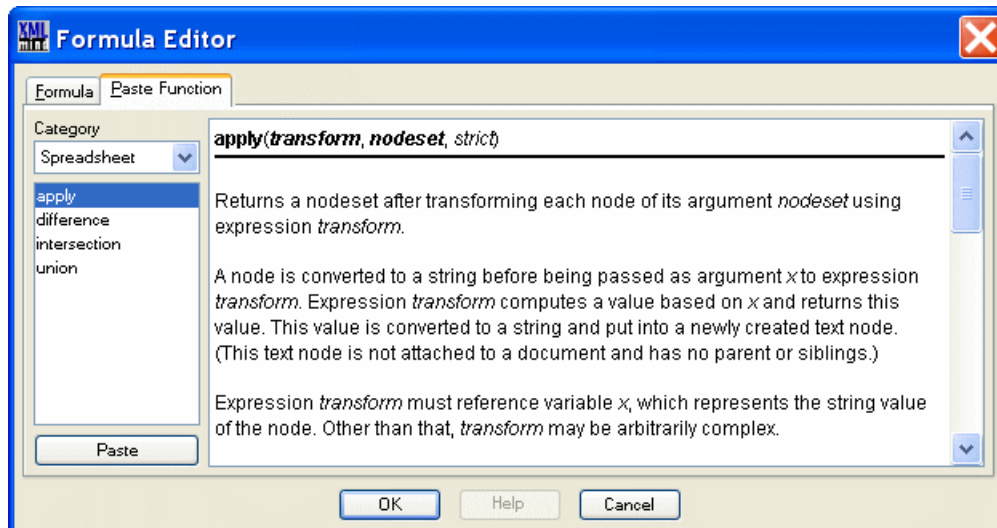 XML
mind
Formula Editor
Formula
Paste Function
Category
Spreadsheet
apply
difference
intersection
union
Paste
apply(transform, nodeset, strict)
Returns a nodeset after transforming each node of its argument nodeset using
expression transform.
A node is converted to a string before being passed as argument x to expression
transform. Expression transform computes a value based on x and returns this
value. This value is converted to a string and put into a newly created text node.
(This text node is not attached to a document and has no parent or siblings.)
Expression transform must reference variable x, which represents the string value
of the node. Other than that, transform may be arbitrarily complex.
OK
Help
Cancel